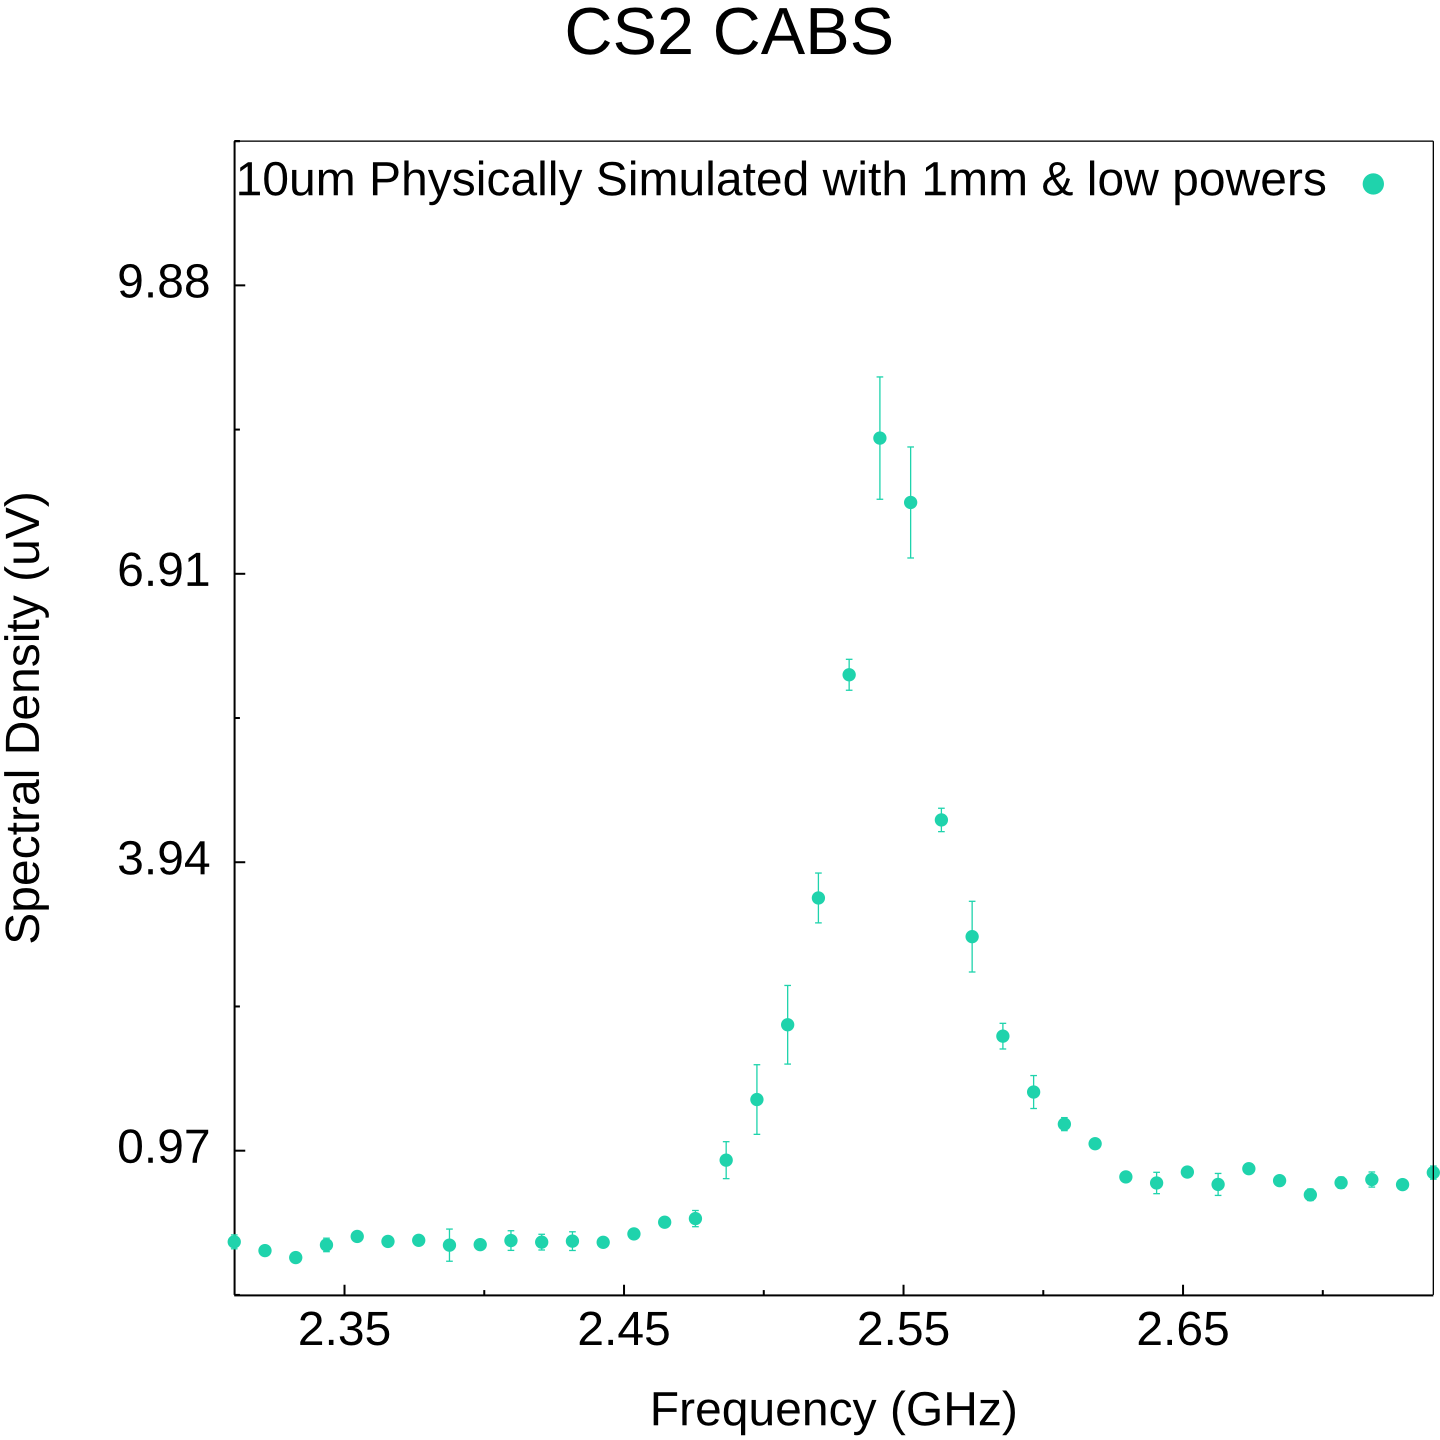 CS2 CABS
10um Physically Simulated with 1mm & low powers
9.88
6.91
3.94
0.97
Spectral Density (uV)
2.35 2.45 2.55 2.65
Frequency (GHz)